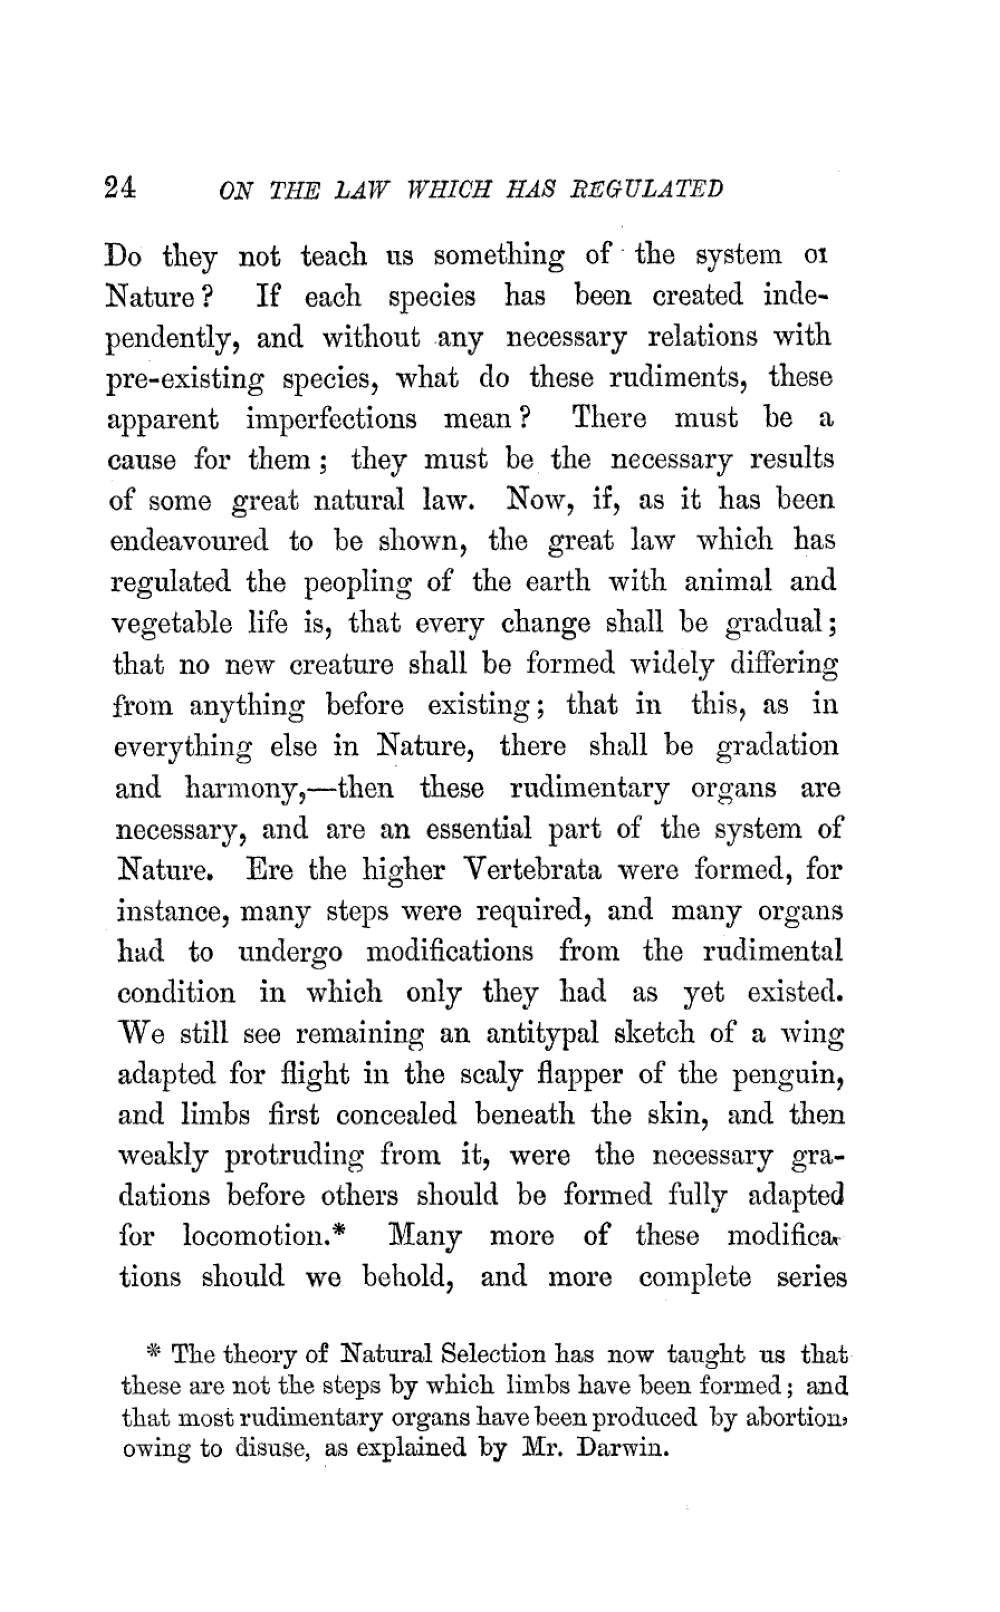 24 ON THE LAW WHICH HAS REGULATED
Do they not teach us something of the system of
Nature? If each species has been created inde-
pendently, and without any necessary relations with
pre-existing species, what do these rudiments, these
apparent imperfections mean? There must be a
cause for them; they must be the necessary results
of some great natural law. Now, if, as it has been
endeavoured to be shown, the great law which has
regulated the peopling of the earth with animal and
vegetable life is, that every change shall be gradual;
that no new creature shall be formed widely differing
from anything before existing; that in this, as in
everything else in Nature, there shall be gradation
and harmony,—then these rudimentary organs are
necessary, and are an essential part of the system of
Nature. Ere the higher Vertebrata were formed, for
instance, many steps were required, and many organs
had to undergo modifications from the rudimental
condition in which only they had as yet existed.
We still see remaining an antitypal sketch of a wing
adapted for flight in the scaly flapper of the penguin,
and limbs first concealed beneath the skin, and then
weakly protruding from it, were the necessary gra-
dations before others should be formed fully adapted
for locomotion.* Many more of these modifica-
tions should we behold, and more complete series
* The theory of Natural Selection has now taught us that
these are not the steps by which limbs have been formed; and
that most rudimentary organs have been produced by abortion,
owing to disuse, as explained by Mr. Darwin.